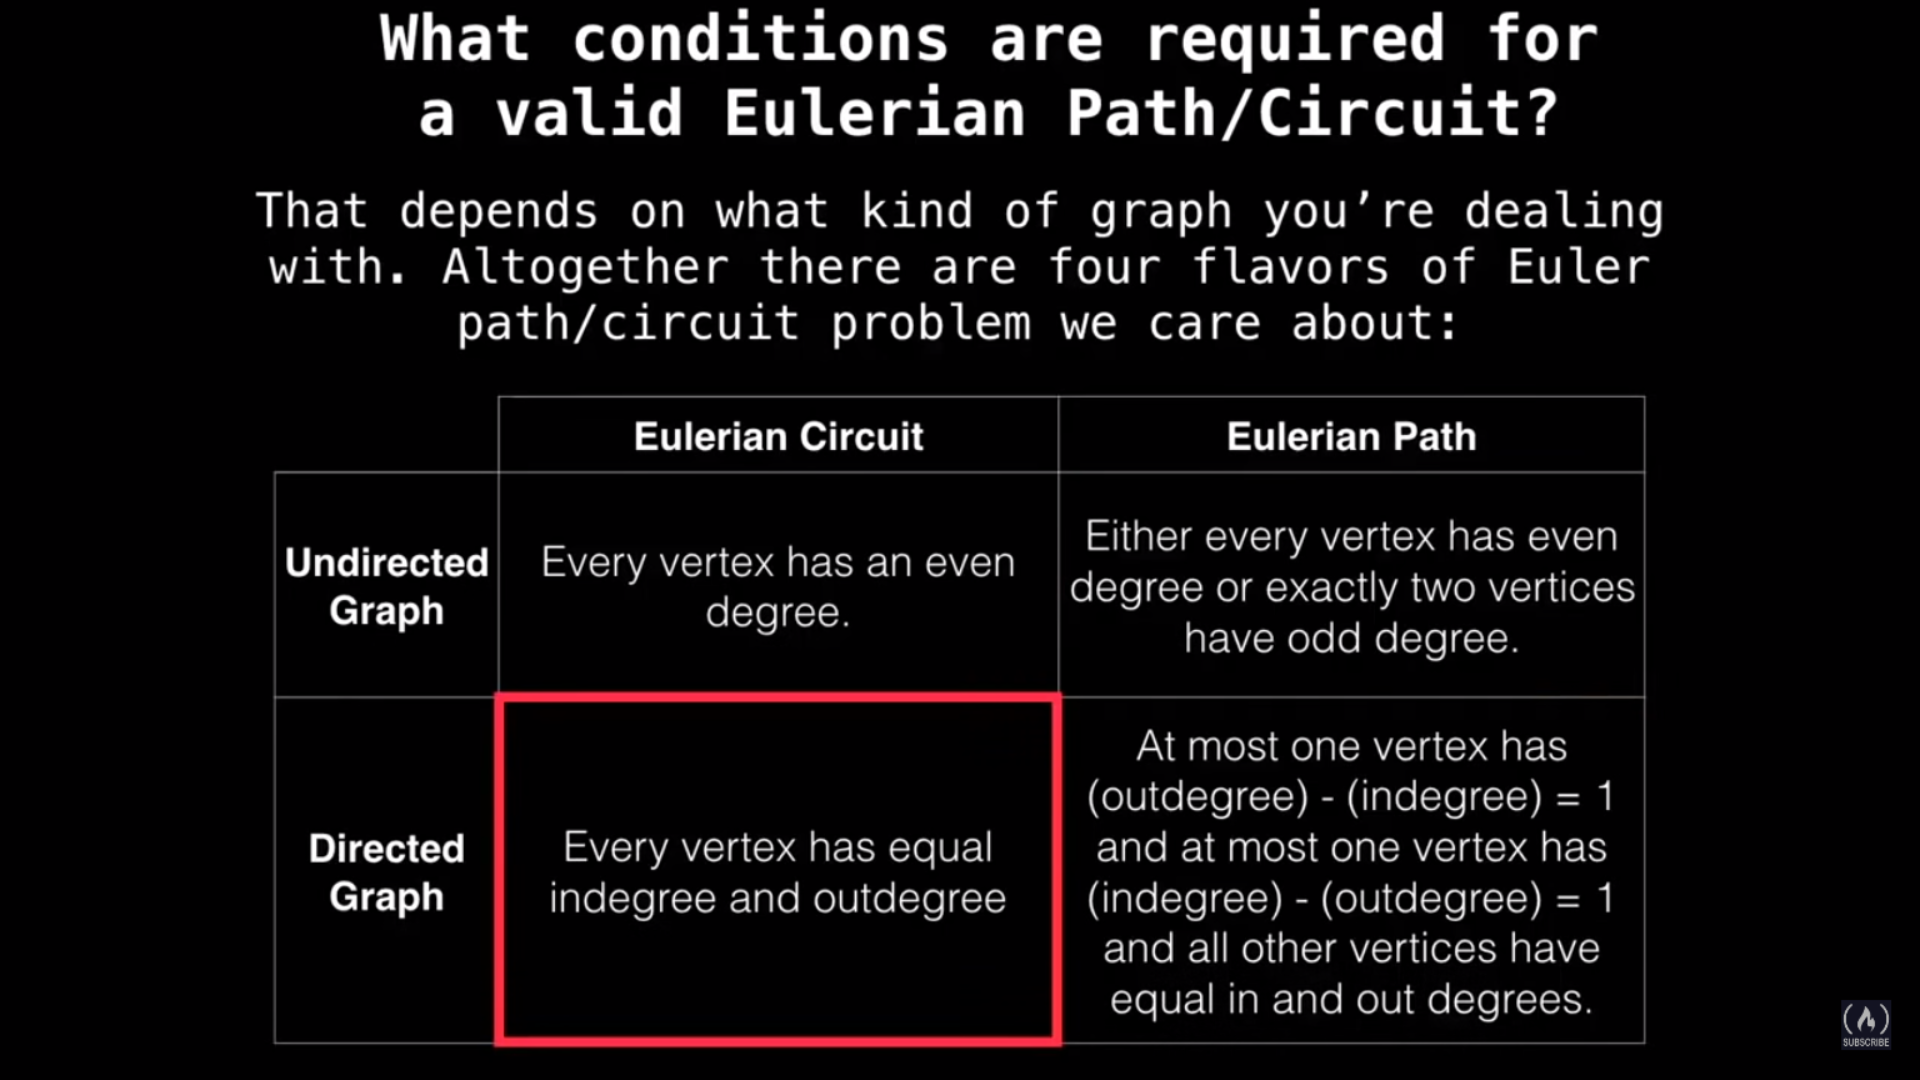 What conditions are required for
a valid Eulerian Path/Circuit?
That depends on what kind of graph you’re dealing
with. Altogether there are four flavors of Euler
path/circuit problem we care about:
Eulerian Circuit
Eulerian Path
Undirected
Graph
Every vertex has an even
degree.
Either every vertex has even
degree or exactly two vertices
have odd degree.
Directed
Graph
Every vertex has equal
indegree and outdegree
At most one vertex has
(outdegree) - (indegree) = 1
and at most one vertex has
(indegree) - (outdegree) = 1
and all other vertices have
equal in and out degrees.
SUBSCRIBE